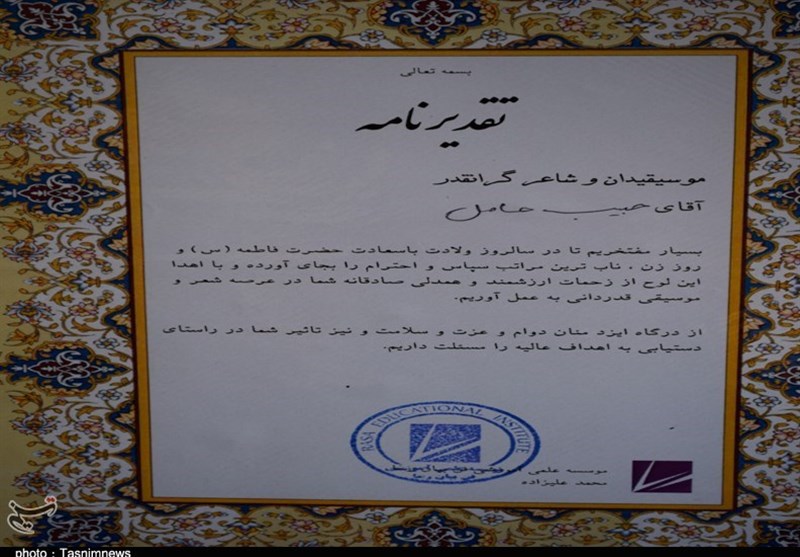 بسمه تعالی
تقدیرنامه
موسیقیدان و شاعر گرانقدر
آقای حبیب حامل
بسیار مفتخریم تا در سالروز ولادت باسعادت حضرت فاطمه (س) و
روز زن ، ناب ترین مراتب سپاس و احترام را بجای آورده و با اهدا
این لوح از زحمات ارزشمند و همدلی صادقانه شما در عرصه شعر و
موسیقی قدردانی به عمل آوریم.
از درگاه ایزد منان دوام و عزت و سلامت و نیز تاثیر شما در راستای
دستیابی به اهداف عالیه را مسئلت داریم.
RASA EDUCATIONAL INSTITUTE
موسسه علمی
محمد علیزاده
photo : Tasnimnews